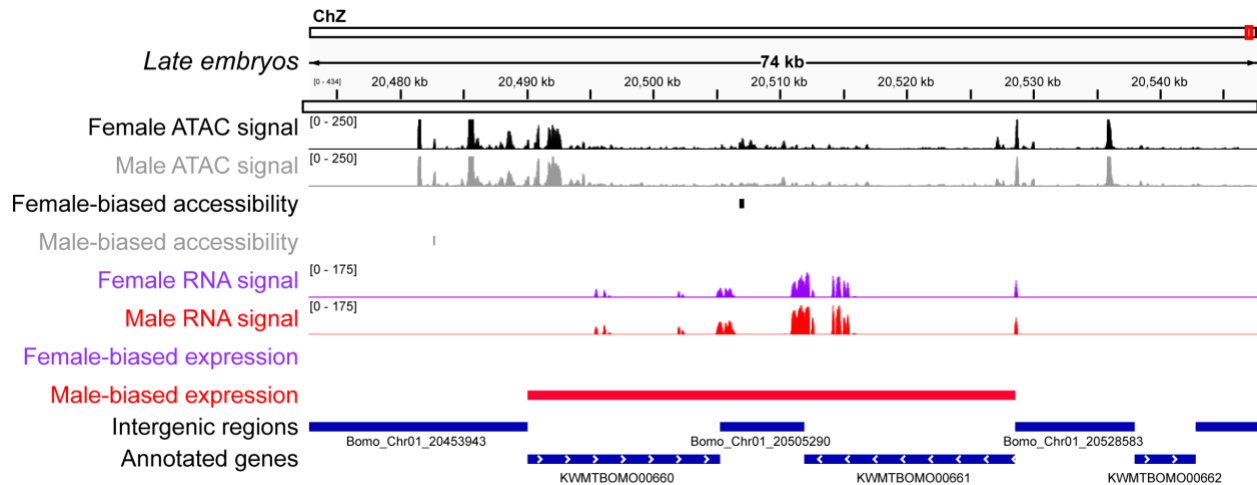 ChZ
Late embryos
74 kb
[0 - 434]
20,480 kb 20,490 kb 20,500 kb 20,510 kb 20,520 kb 20,530 kb 20,540 kb
Female ATAC signal [0 - 250]
Male ATAC signal [0 - 250]
Female-biased accessibility
Male-biased accessibility
Female RNA signal [0 - 175]
Male RNA signal [0 - 175]
Female-biased expression
Male-biased expression
Intergenic regions
Bomo_Chr01_20453943 Bomo_Chr01_20505290 Bomo_Chr01_20528583
Annotated genes
KWMTBOMO00660 KWMTBOMO00661 KWMTBOMO00662